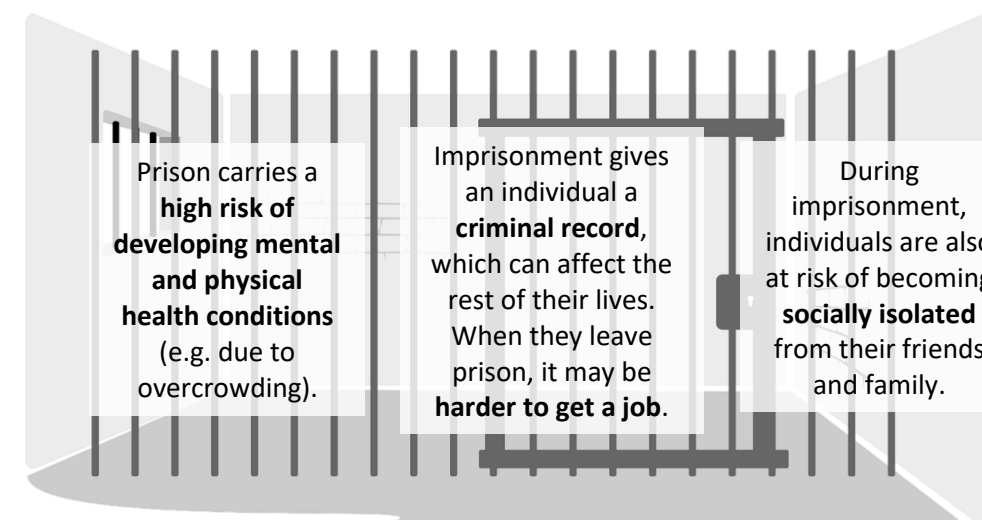 Prison carries a
high risk of
developing mental
and physical
health conditions
(e.g. due to
overcrowding).
Imprisonment gives
an individual a
criminal record,
which can affect the
rest of their lives.
When they leave
prison, it may be
harder to get a job.
During
imprisonment,
individuals are also
at risk of becoming
socially isolated
from their friends
and family.